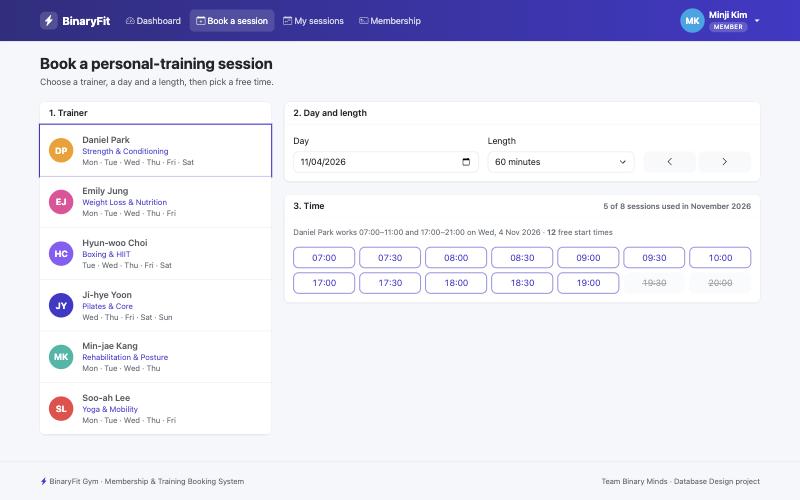 BinaryFit Dashboard Book a session My sessions Membership MK Minji Kim
MEMBER
Book a personal-training session
Choose a trainer, a day and a length, then pick a free time.
1. Trainer
DP Daniel Park
Strength & Conditioning
Mon · Tue · Wed · Thu · Fri · Sat
EJ Emily Jung
Weight Loss & Nutrition
Mon · Tue · Wed · Thu · Fri
HC Hyun-woo Choi
Boxing & HIIT
Tue · Wed · Thu · Fri · Sat
JY Ji-hye Yoon
Pilates & Core
Wed · Thu · Fri · Sat · Sun
MK Min-jae Kang
Rehabilitation & Posture
Mon · Tue · Wed · Thu
SL Soo-ah Lee
Yoga & Mobility
Mon · Tue · Wed · Thu · Fri
2. Day and length
Day Length
11/04/2026 60 minutes
3. Time 5 of 8 sessions used in November 2026
Daniel Park works 07:00–11:00 and 17:00–21:00 on Wed, 4 Nov 2026 · 12 free start times
07:00 07:30 08:00 08:30 09:00 09:30 10:00
17:00 17:30 18:00 18:30 19:00 19:30 20:00
BinaryFit Gym · Membership & Training Booking System Team Binary Minds · Database Design project